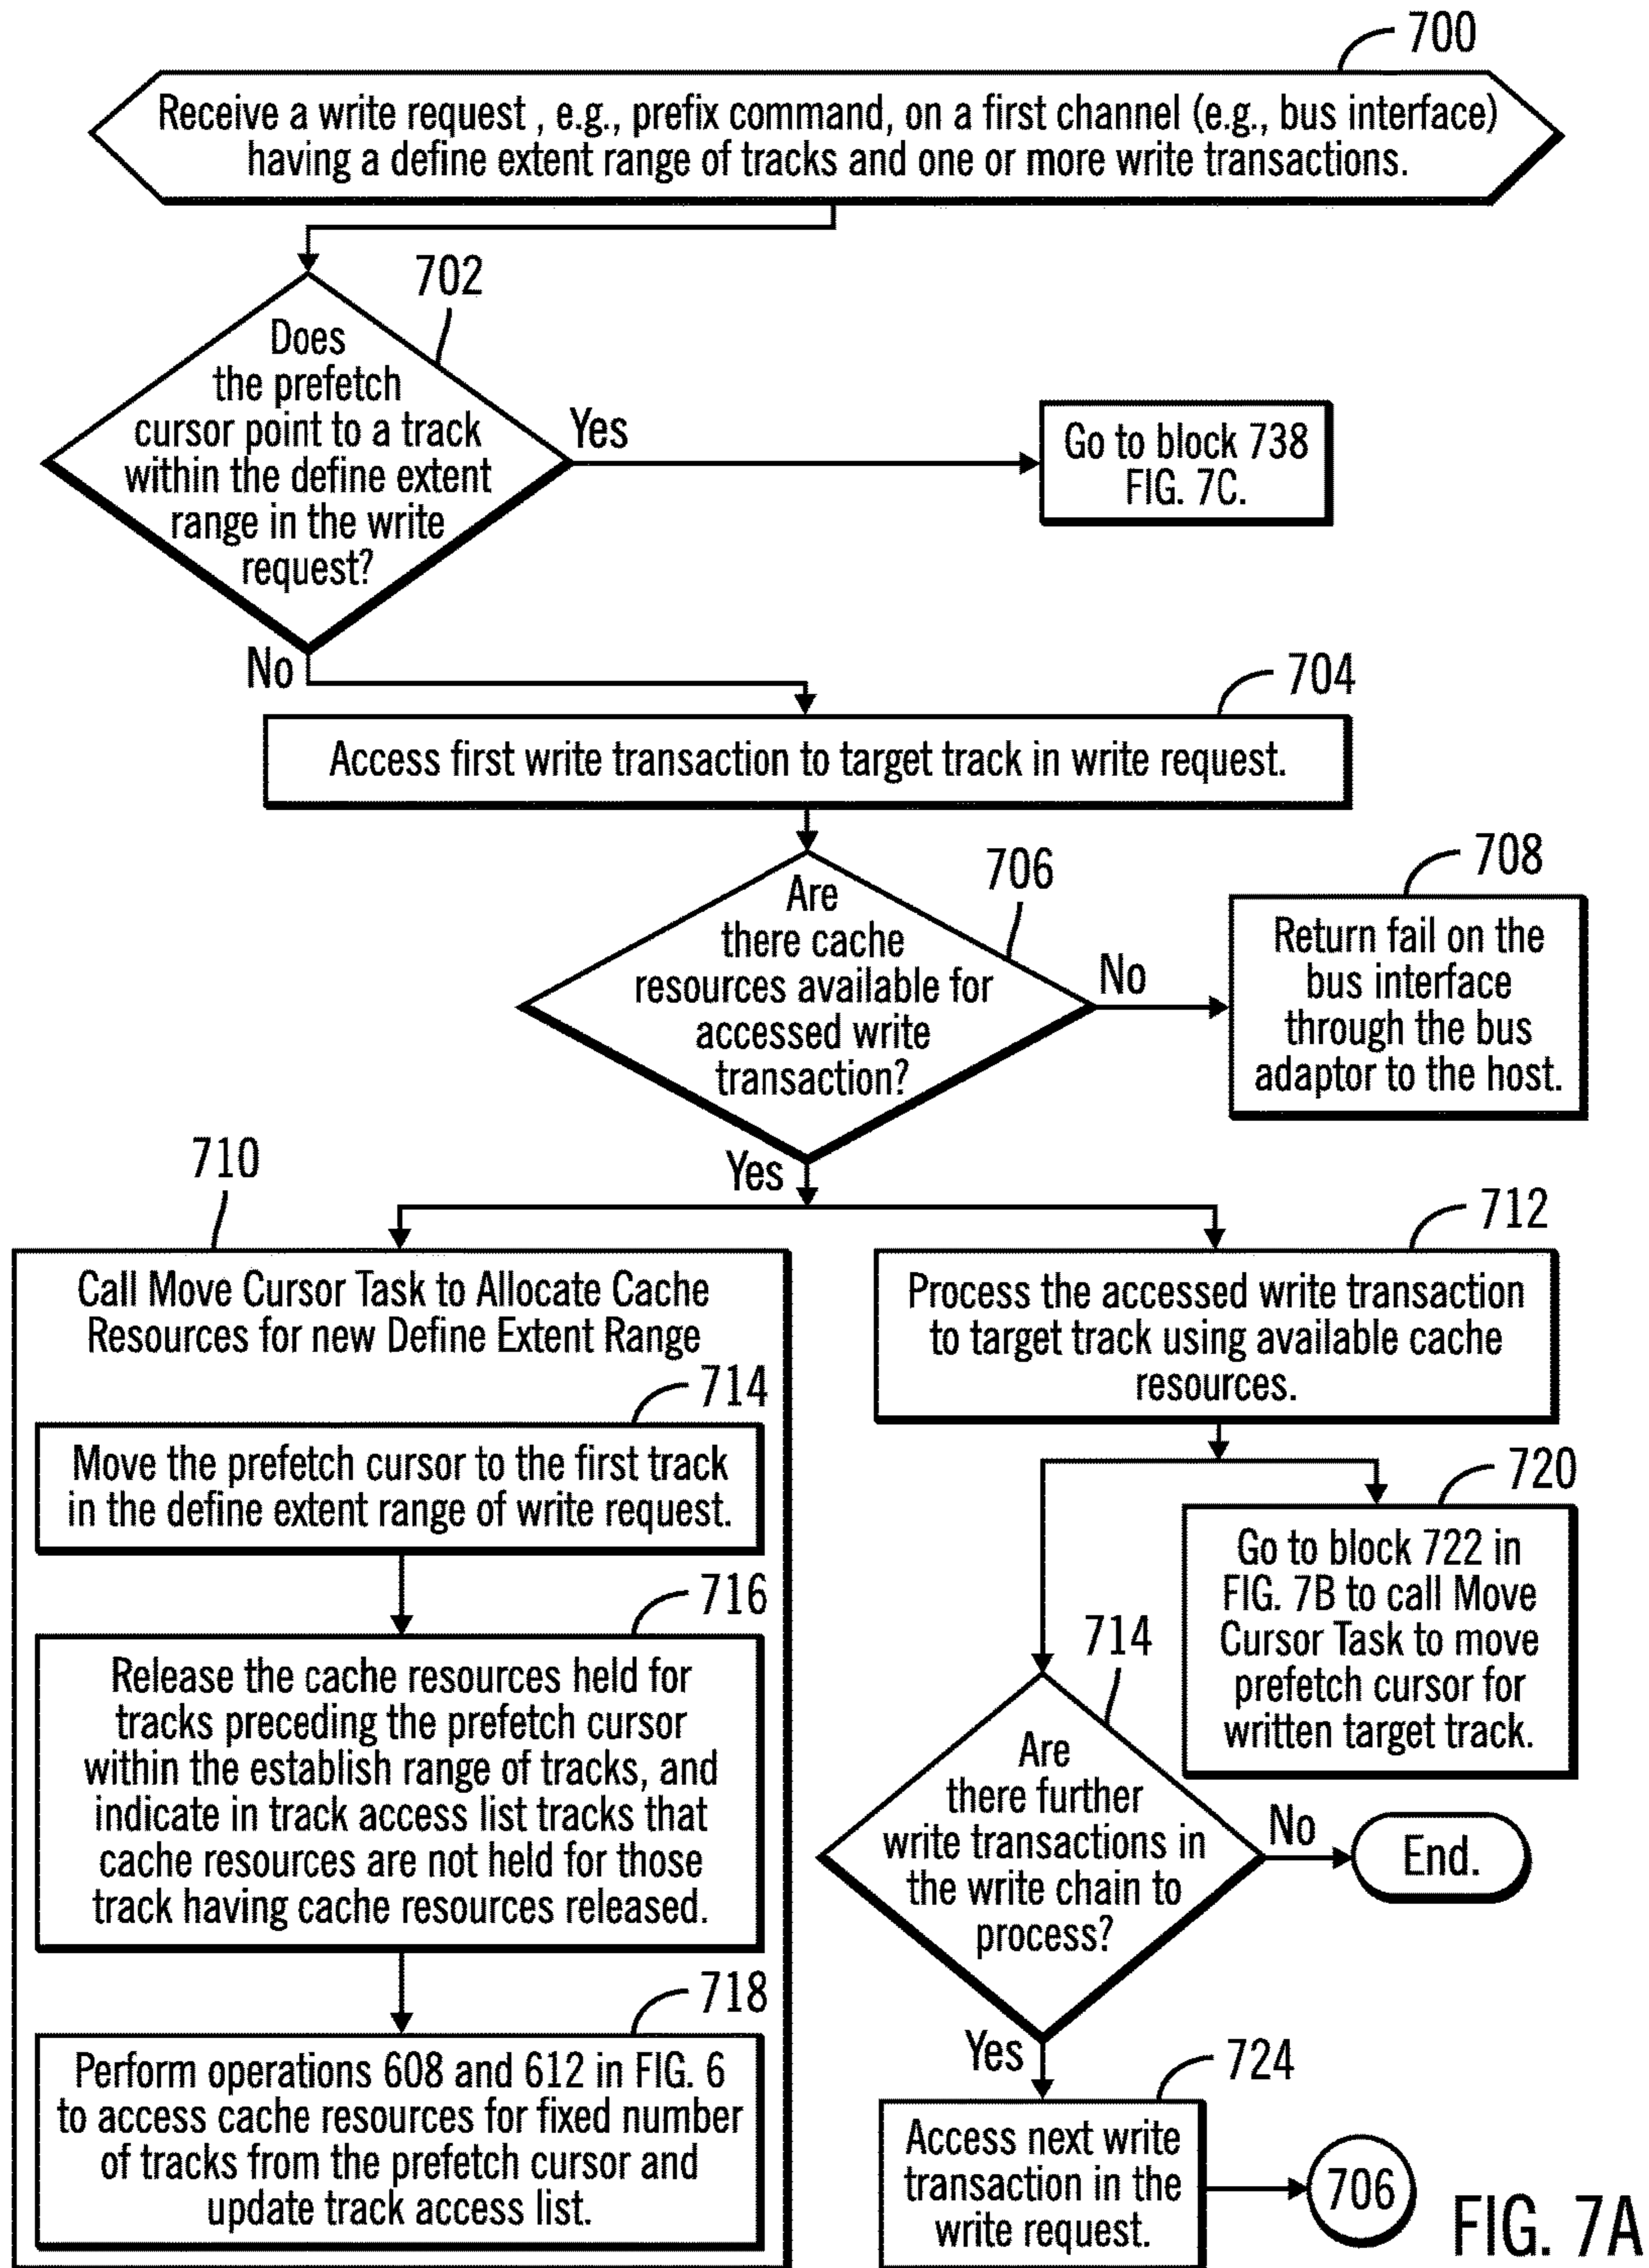 700
Receive a write request , e.g., prefix command, on a first channel (e.g., bus interface)
having a define extent range of tracks and one or more write transactions.
702
Does
the prefetch
cursor point to a track
within the define extent
range in the write
request?
Yes
Go to block 738
FIG. 7C.
No
704
Access first write transaction to target track in write request.
706
Are
there cache
resources available for
accessed write
transaction?
No
708
Return fail on the
bus interface
through the bus
adaptor to the host.
Yes
710
Call Move Cursor Task to Allocate Cache
Resources for new Define Extent Range
714
Move the prefetch cursor to the first track
in the define extent range of write request.
716
Release the cache resources held for
tracks preceding the prefetch cursor
within the establish range of tracks, and
indicate in track access list tracks that
cache resources are not held for those
track having cache resources released.
718
Perform operations 608 and 612 in FIG. 6
to access cache resources for fixed number
of tracks from the prefetch cursor and
update track access list.
712
Process the accessed write transaction
to target track using available cache
resources.
720
Go to block 722 in
FIG. 7B to call Move
Cursor Task to move
prefetch cursor for
written target track.
714
Are
there further
write transactions in
the write chain to
process?
No
End.
Yes
724
Access next write
transaction in the
write request.
706
FIG. 7A